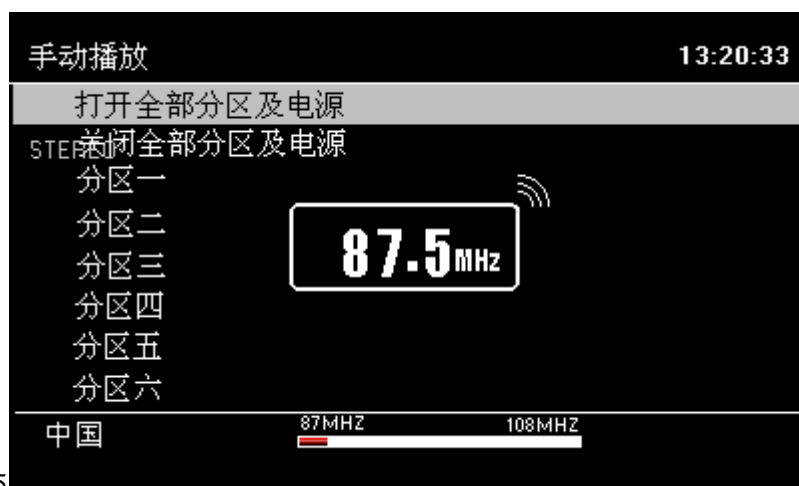 手动播放 13:20:33
打开全部分区及电源
STEREO
关闭全部分区及电源
分区一
分区二
87.5MHz
分区三
分区四
分区五
分区六
中国 87MHZ 108MHZ
5